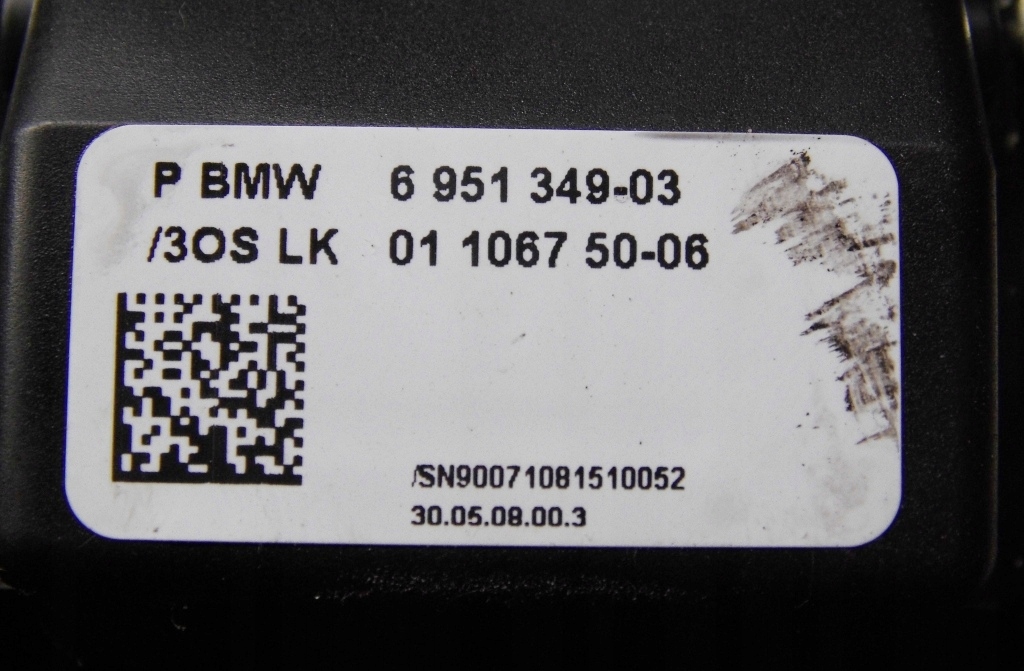 P BMW 6 951 349-03
/3OS LK 01 1067 50-06
/SN90071081510052
30.05.08.00.3